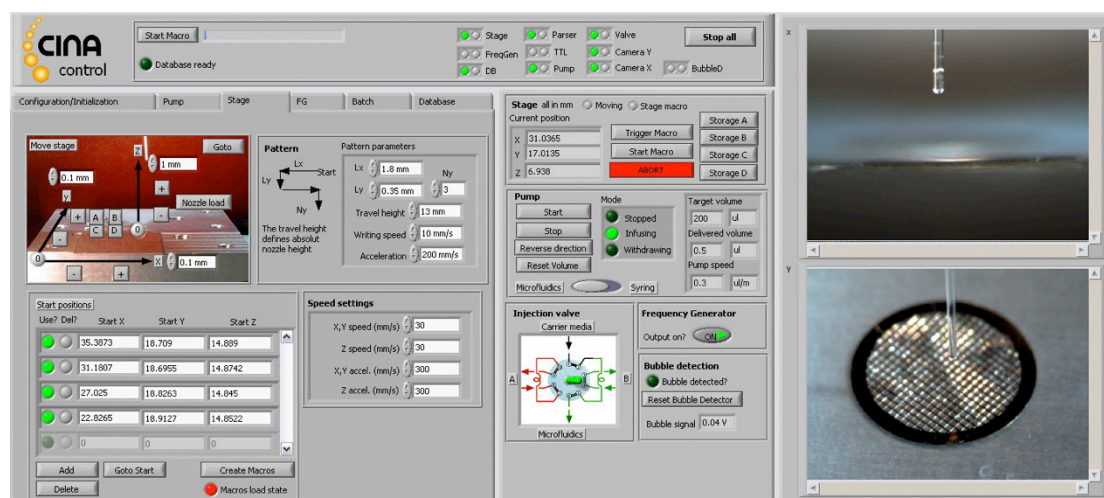 CINA
control
Start Macro
Database ready
Stage
Parser
Valve
FreqGen
TTL
Camera Y
DB
Pump
Camera X
BubbleD
Stop all
Configuration/Initialization
Pump
Stage
FG
Batch
Database
Move stage
Z
1 mm
Goto
0.1 mm
y
+
Nozzle load
+
A
B
-
C
D
0
-
0
X
0.1 mm
-
+
Pattern
Lx
Start
Ly
Ny
The travel height
defines absolut
nozzle height
Pattern parameters
Lx
1.8 mm
Ny
Ly
0.35 mm
3
Travel height
13 mm
Writing speed
10 mm/s
Acceleration
200 mm/s
Start positions
Use? Del? Start X Start Y Start Z
35.3873 18.709 14.889
31.1807 18.6955 14.8742
27.025 18.8263 14.845
22.8265 18.9127 14.8522
0 0 0
Add
Goto Start
Create Macros
Delete
Macros load state
Speed settings
X,Y speed (mm/s) 30
Z speed (mm/s) 30
X,Y accel. (mm/s) 300
Z accel. (mm/s) 300
Stage all in mm
Moving
Stage macro
Current position
X 31.0365
Y 17.0135
Z 6.938
Trigger Macro
Start Macro
ABORT
Storage A
Storage B
Storage C
Storage D
Pump
Start
Stop
Reverse direction
Reset Volume
Mode
Stopped
Infusing
Withdrawing
Target volume
200 ul
Delivered volume
0.5 ul
Pump speed
0.3 ul/m
Microfluidics
Syring
Injection valve
Carrier media
A
B
Microfluidics
Frequency Generator
Output on? ON
Bubble detection
Bubble detected?
Reset Bubble Detector
Bubble signal 0.04 V
X
Y